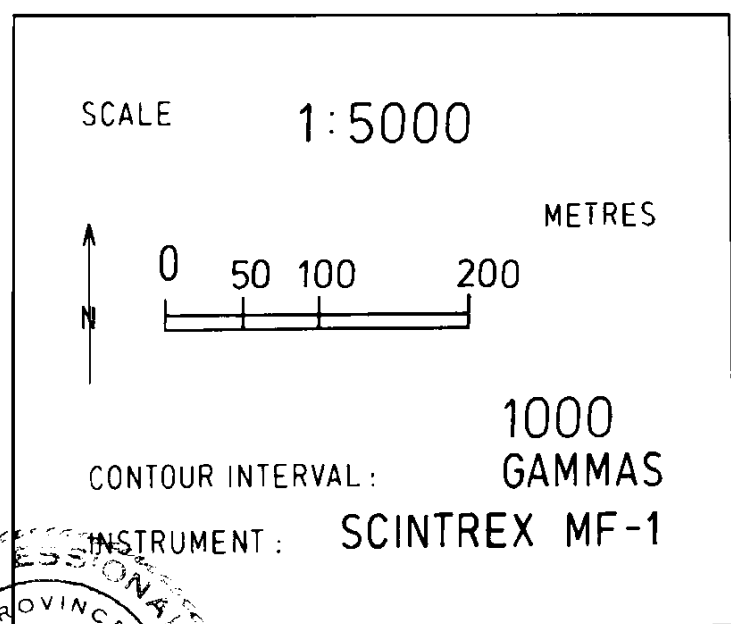 SCALE 1:5000
METRES
0 50 100 200
N
1000
CONTOUR INTERVAL: GAMMAS
INSTRUMENT: SCINTREX MF-1